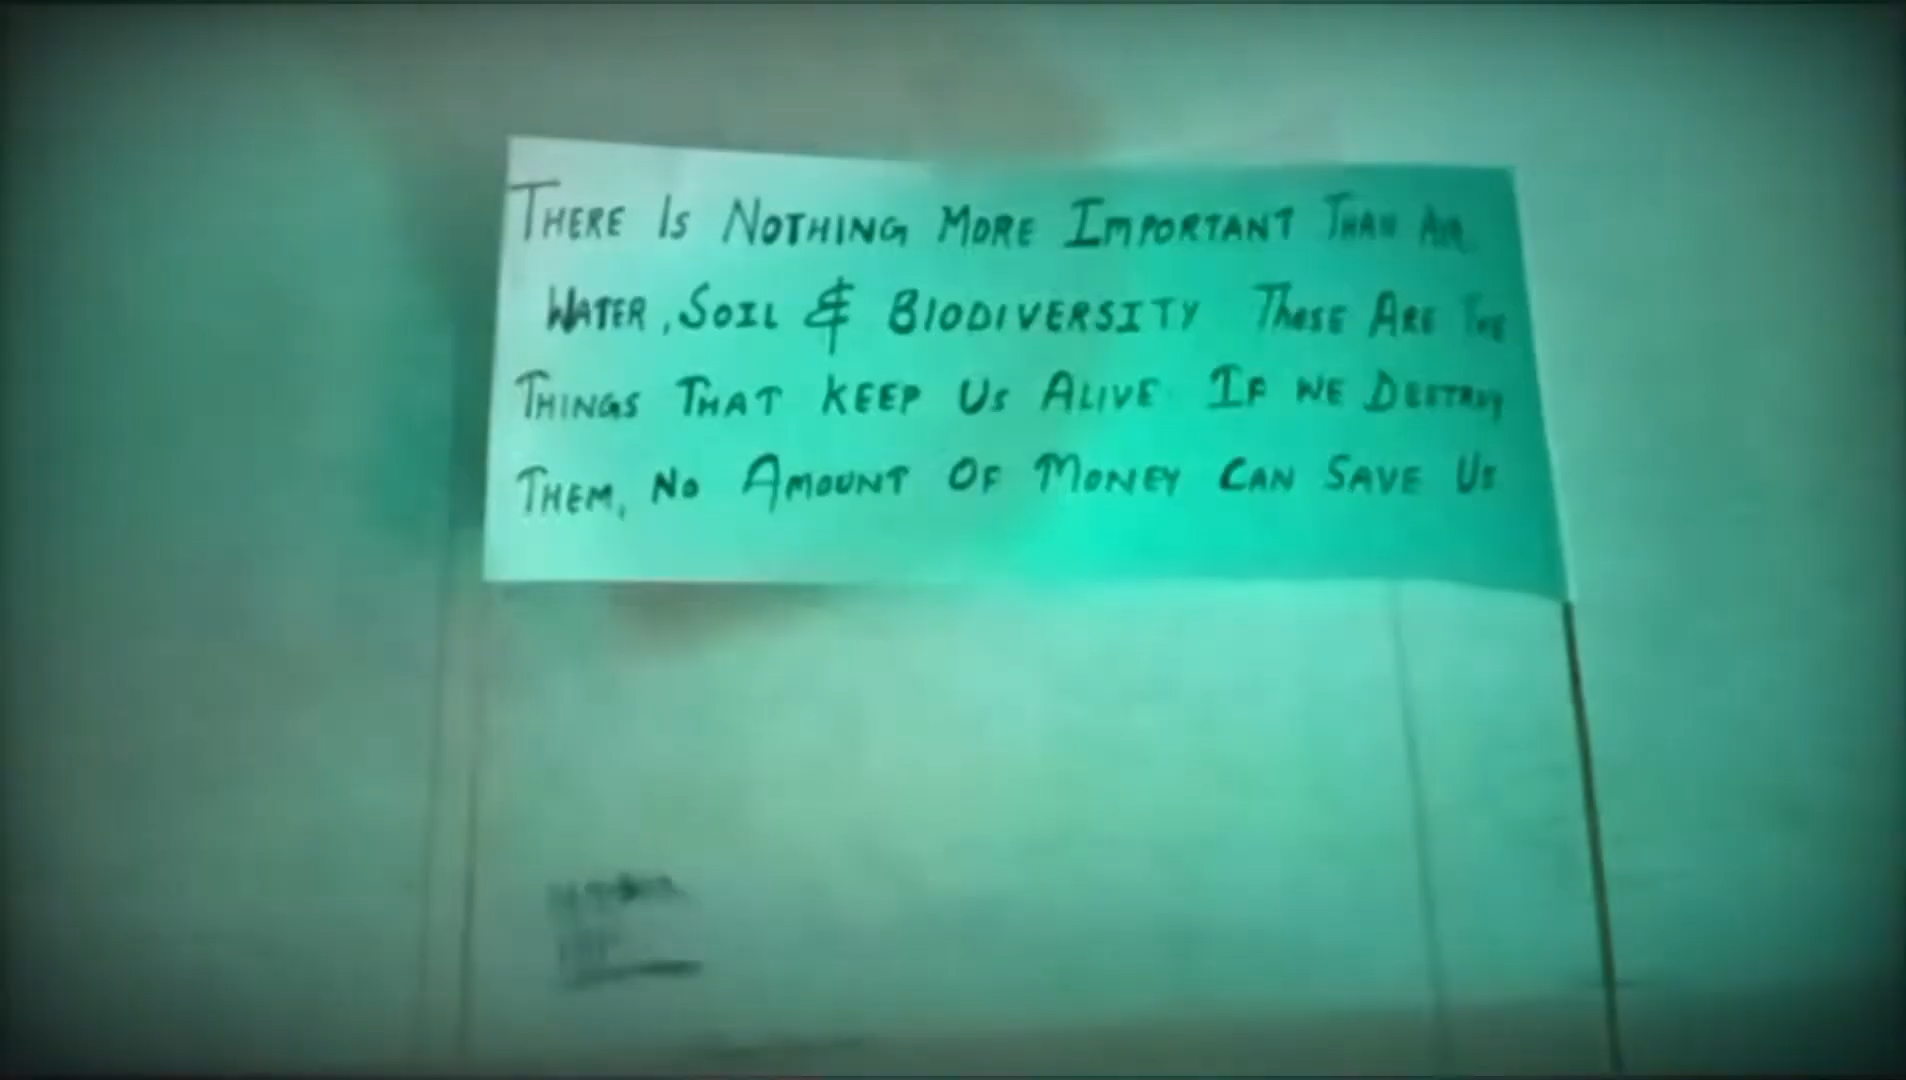 THERE IS NOTHING MORE IMPORTANT THAN AIR
WATER, SOIL & BIODIVERSITY THESE ARE THE
THINGS THAT KEEP US ALIVE. IF WE DESTROY
THEM, NO AMOUNT OF MONEY CAN SAVE US